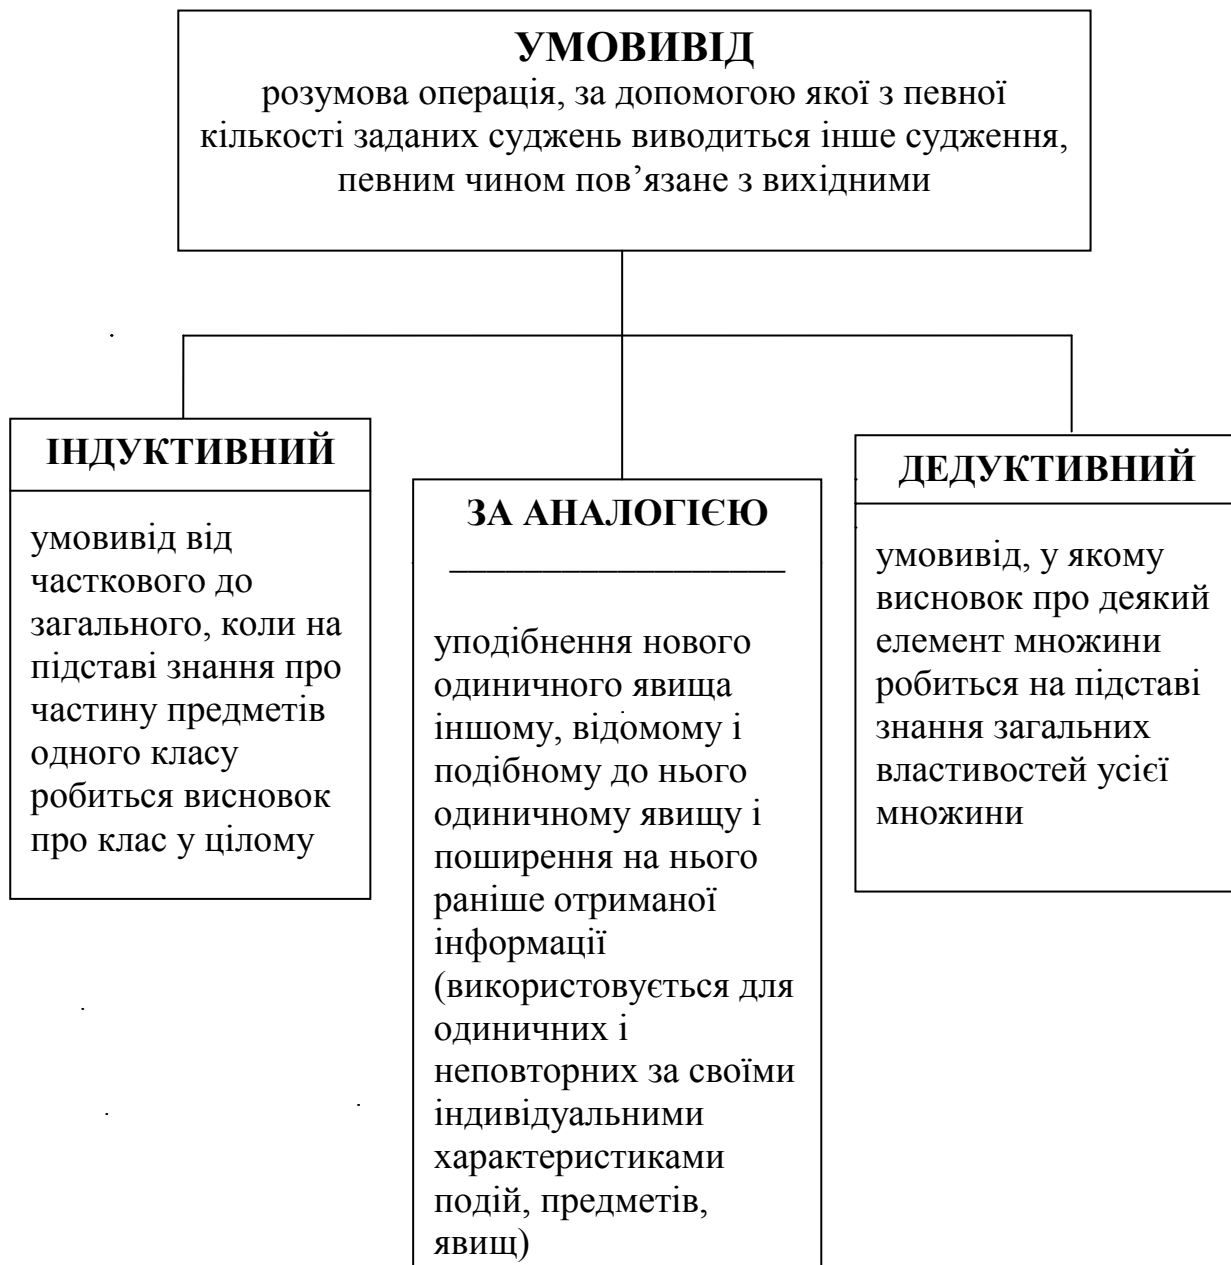 УМОВИВІД
розумова операція, за допомогою якої з певної
кількості заданих суджень виводиться інше судження,
певним чином пов’язане з вихідними
ІНДУКТИВНИЙ
умовивід від
часткового до
загального, коли на
підставі знання про
частину предметів
одного класу
робиться висновок
про клас у цілому
ЗА АНАЛОГІЄЮ
уподібнення нового
одиничного явища
іншому, відомому і
подібному до нього
одиничному явищу і
поширення на нього
раніше отриманої
інформації
(використовується для
одиничних і
неповторних за своїми
індивідуальними
характеристиками
подій, предметів,
явищ)
ДЕДУКТИВНИЙ
умовивід, у якому
висновок про деякий
елемент множини
робиться на підставі
знання загальних
властивостей усієї
множини